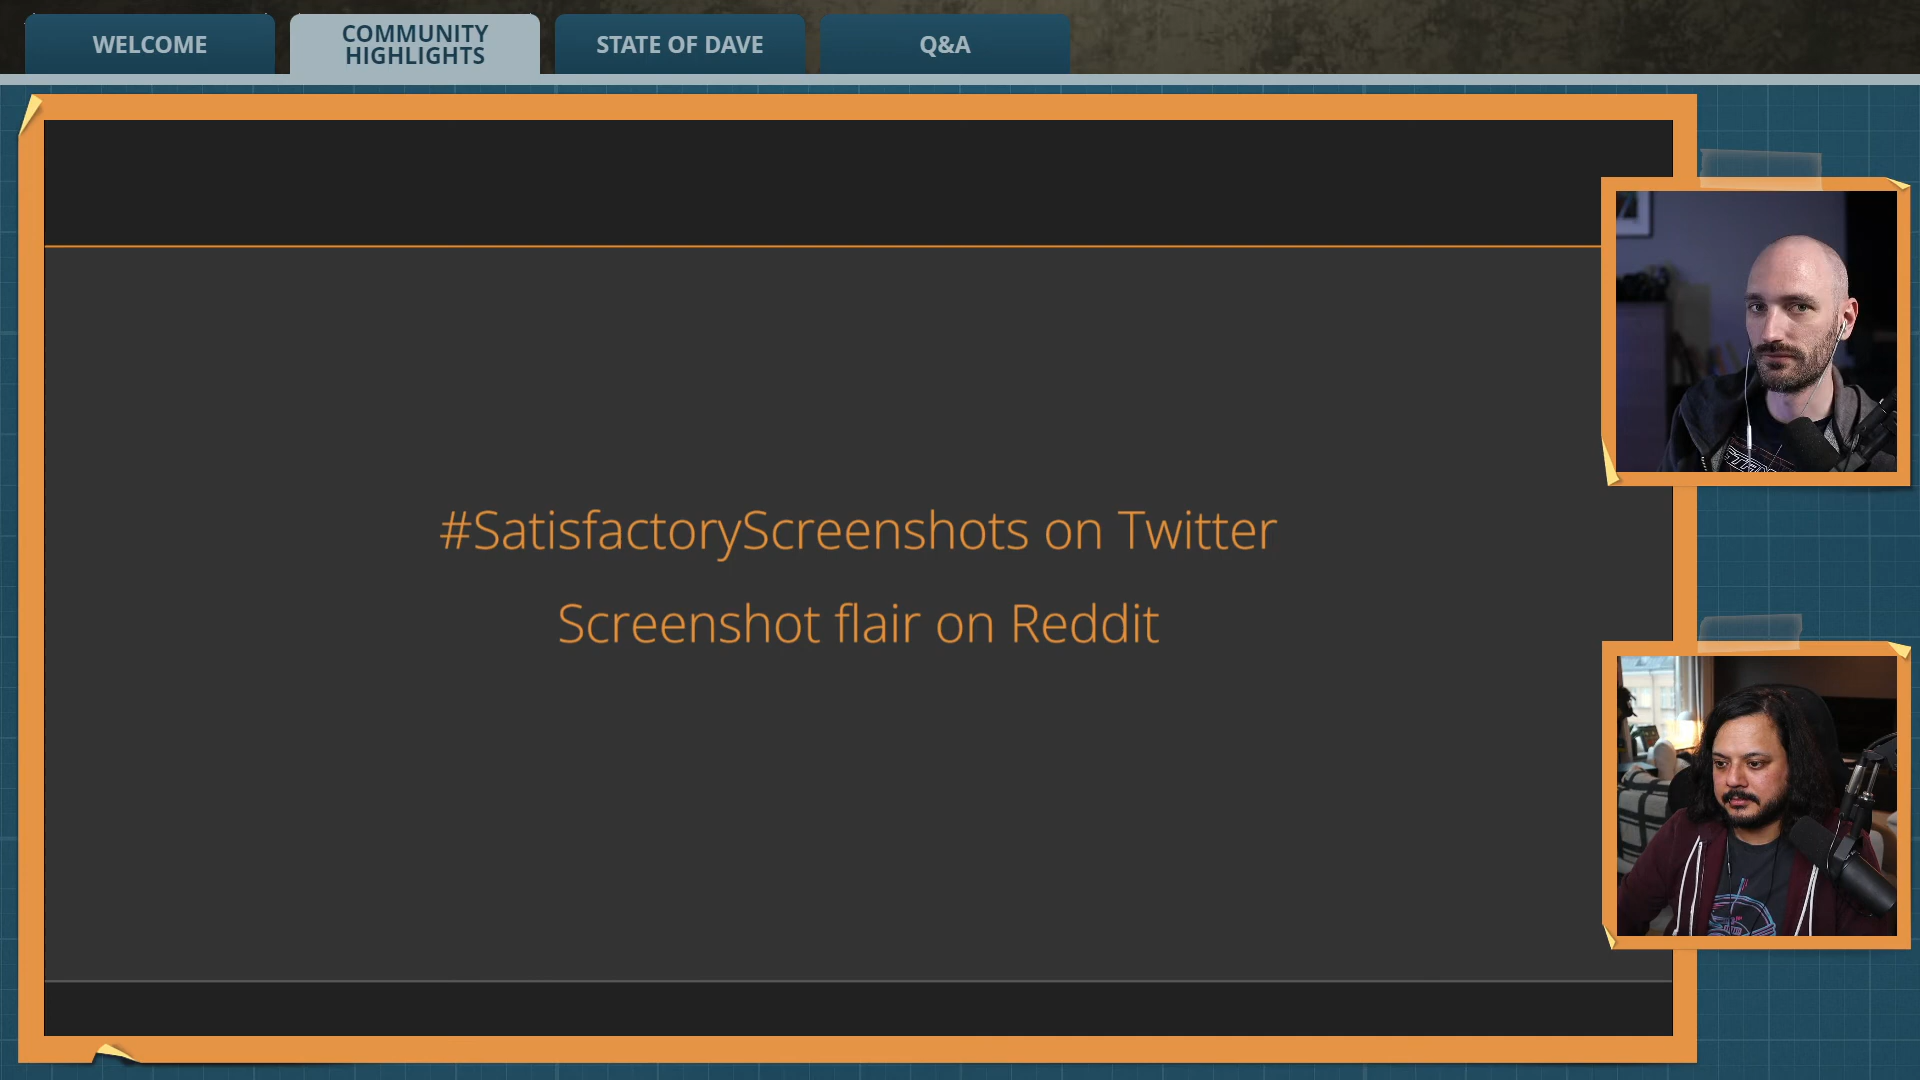 WELCOME
COMMUNITY
HIGHLIGHTS
STATE OF DAVE
Q&A
#SatisfactoryScreenshots on Twitter
Screenshot flair on Reddit